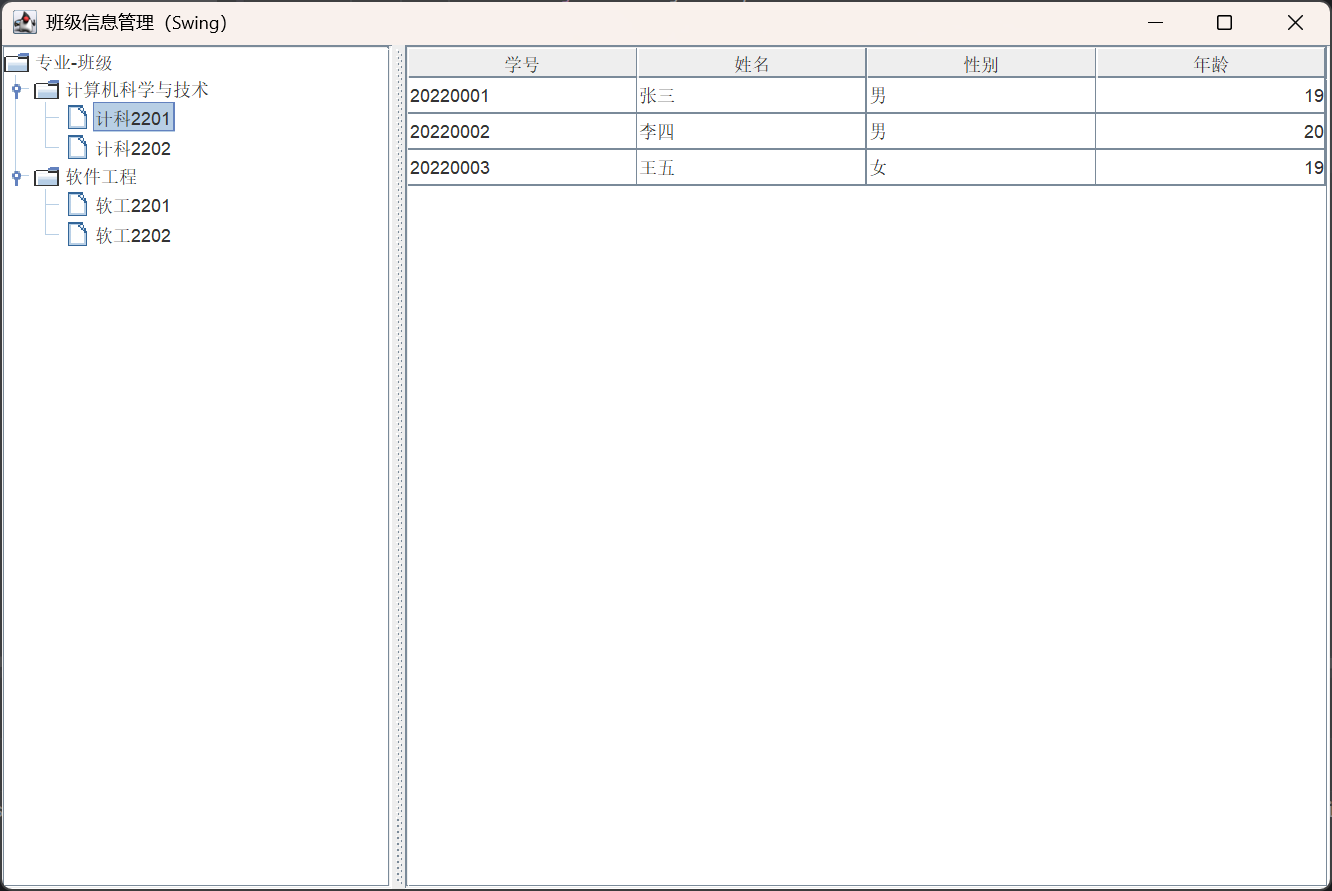 班级信息管理（Swing）
专业-班级
计算机科学与技术
计科2201
计科2202
软件工程
软工2201
软工2202
学号 姓名 性别 年龄
20220001 张三 男 19
20220002 李四 男 20
20220003 王五 女 19